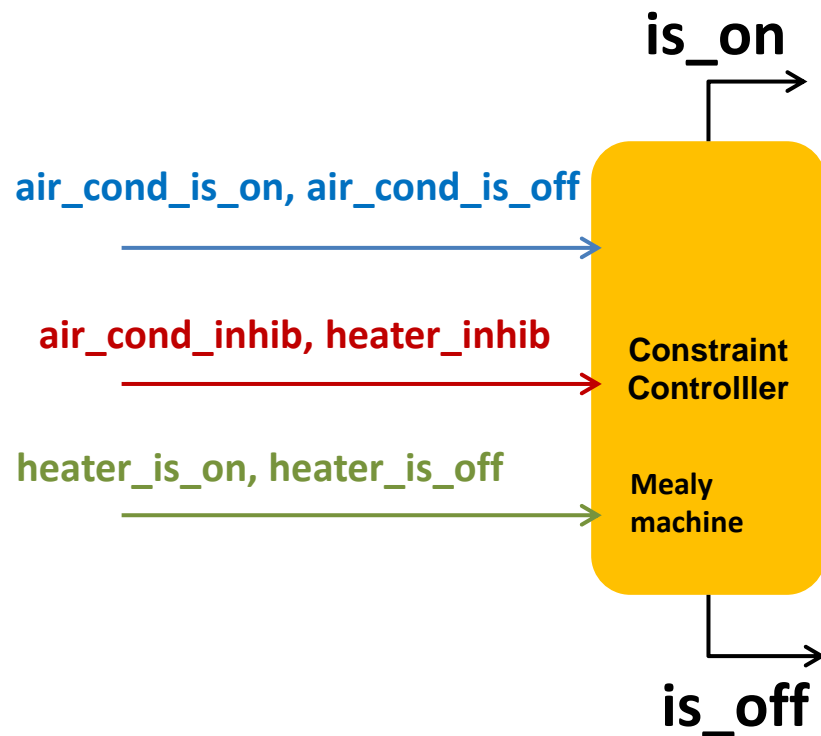 is_on
air_cond_is_on, air_cond_is_off
air_cond_inhib, heater_inhib
Constraint
Controlller
heater_is_on, heater_is_off
Mealy
machine
is_off